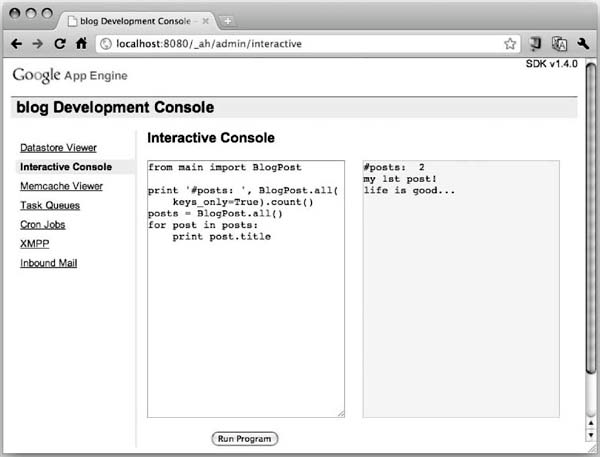 blog Development Console –
localhost:8080/_ah/admin/interactive
SDK v1.4.0
Google App Engine
blog Development Console
Datastore Viewer
Interactive Console
Memcache Viewer
Task Queues
Cron Jobs
XMPP
Inbound Mail
Interactive Console
from main import BlogPost
print '#posts: ', BlogPost.all(
    keys_only=True).count()
posts = BlogPost.all()
for post in posts:
    print post.title
#posts:  2
my 1st post!
life is good...
Run Program